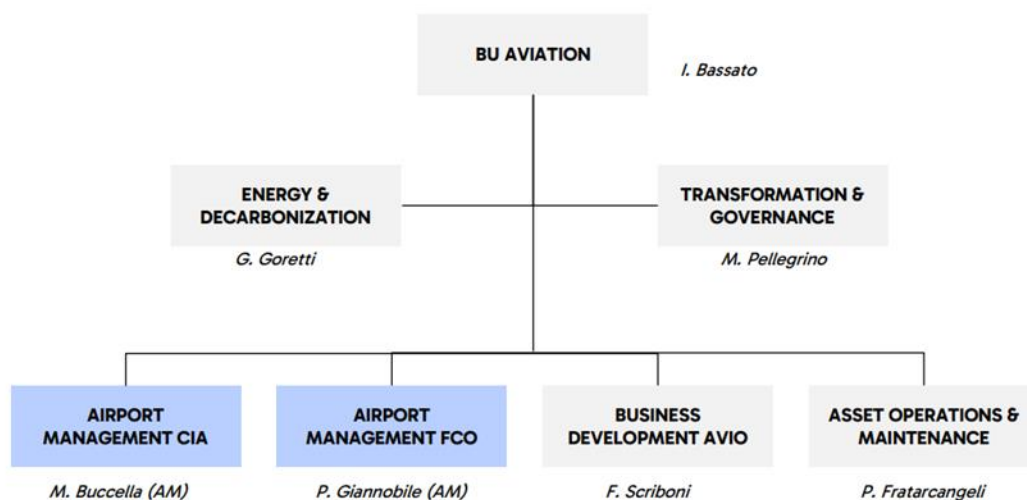 BU AVIATION
I. Bassato
ENERGY &
DECARBONIZATION
G. Goretti
TRANSFORMATION &
GOVERNANCE
M. Pellegrino
AIRPORT
MANAGEMENT CIA
M. Buccella (AM)
AIRPORT
MANAGEMENT FCO
P. Giannobile (AM)
BUSINESS
DEVELOPMENT AVIO
F. Scriboni
ASSET OPERATIONS &
MAINTENANCE
P. Fratarcangeli